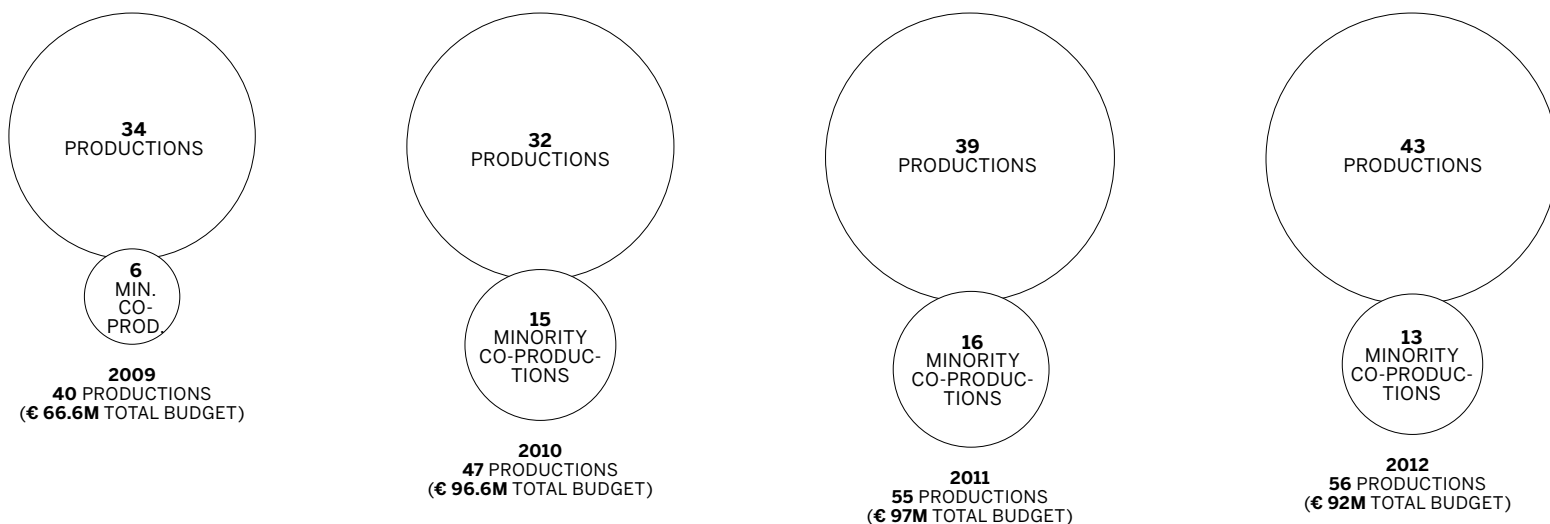 34
PRODUCTIONS
6
MIN.
CO-
PROD.
2009
40 PRODUCTIONS
(€ 66.6M TOTAL BUDGET)
32
PRODUCTIONS
15
MINORITY
CO-PRODUC-
TIONS
2010
47 PRODUCTIONS
(€ 96.6M TOTAL BUDGET)
39
PRODUCTIONS
16
MINORITY
CO-PRODUC-
TIONS
2011
55 PRODUCTIONS
(€ 97M TOTAL BUDGET)
43
PRODUCTIONS
13
MINORITY
CO-PRODUC-
TIONS
2012
56 PRODUCTIONS
(€ 92M TOTAL BUDGET)